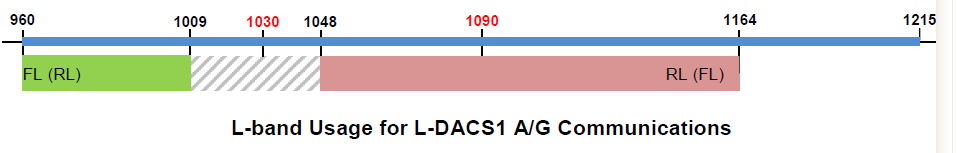 960 1009 1030 1048 1090 1164 1215
FL (RL) RL (FL)
L-band Usage for L-DACS1 A/G Communications